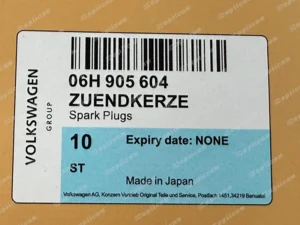 VOLKSWAGEN
GROUP
06H 905 604
ZUENDKERZE
Spark Plugs
10
Expiry date: NONE
ST
Made in Japan
Volkswagen AG, Konzern Vertrieb Original Teile und Service, Postfach 1451,34219 Baunatal